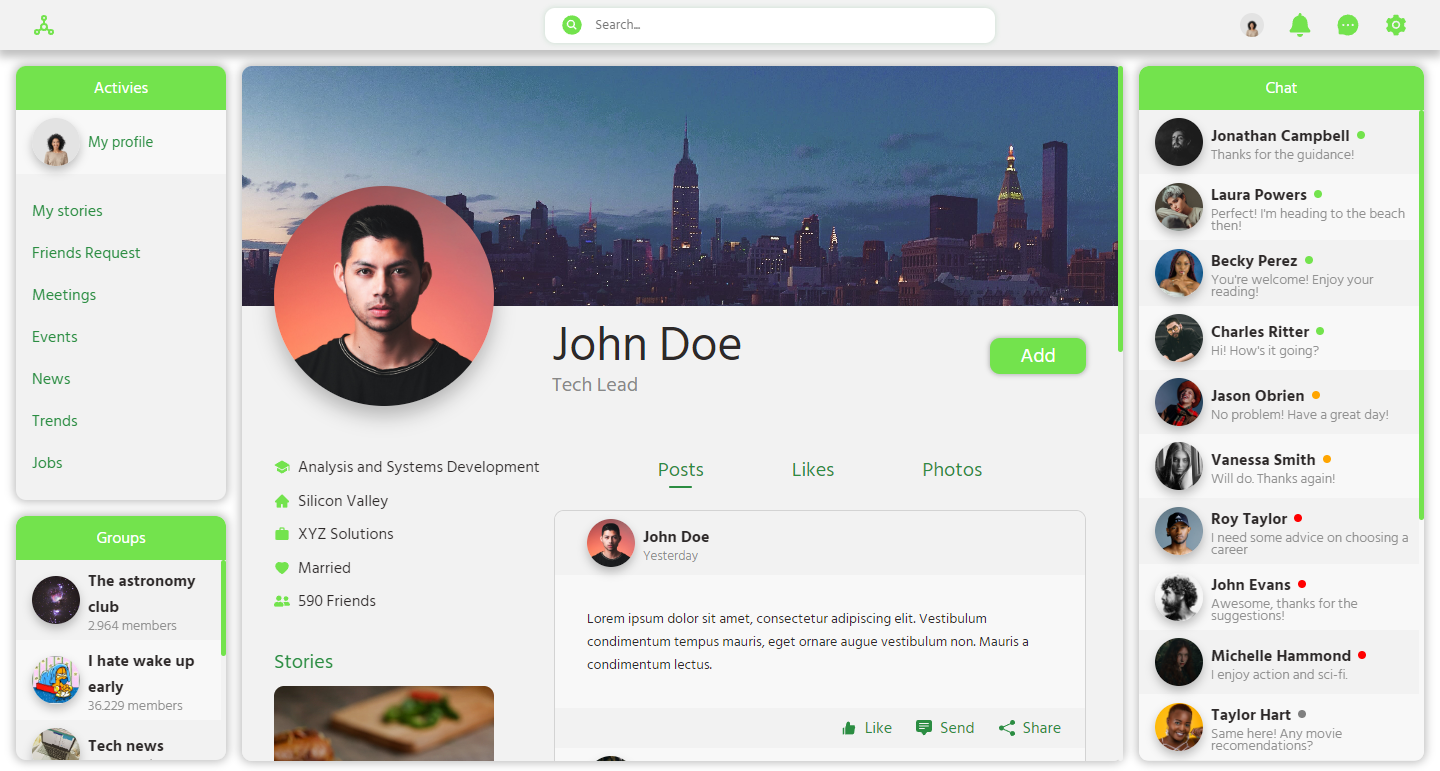 Search...
Activies
My profile
My stories
Friends Request
Meetings
Events
News
Trends
Jobs
Groups
The astronomy
club
2.964 members
I hate wake up
early
36.229 members
Tech news
John Doe
Tech Lead
Add
Analysis and Systems Development
Silicon Valley
XYZ Solutions
Married
590 Friends
Stories
Posts Likes Photos
John Doe
Yesterday
Lorem ipsum dolor sit amet, consectetur adipiscing elit. Vestibulum
condimentum tempus mauris, eget ornare augue vestibulum non. Mauris a
condimentum lectus.
Like Send Share
Chat
Jonathan Campbell
Thanks for the guidance!
Laura Powers
Perfect! I'm heading to the beach
then!
Becky Perez
You're welcome! Enjoy your
reading!
Charles Ritter
Hi! How's it going?
Jason Obrien
No problem! Have a great day!
Vanessa Smith
Will do. Thanks again!
Roy Taylor
I need some advice on choosing a
career
John Evans
Awesome, thanks for the
suggestions!
Michelle Hammond
I enjoy action and sci-fi.
Taylor Hart
Same here! Any movie
recomendations?